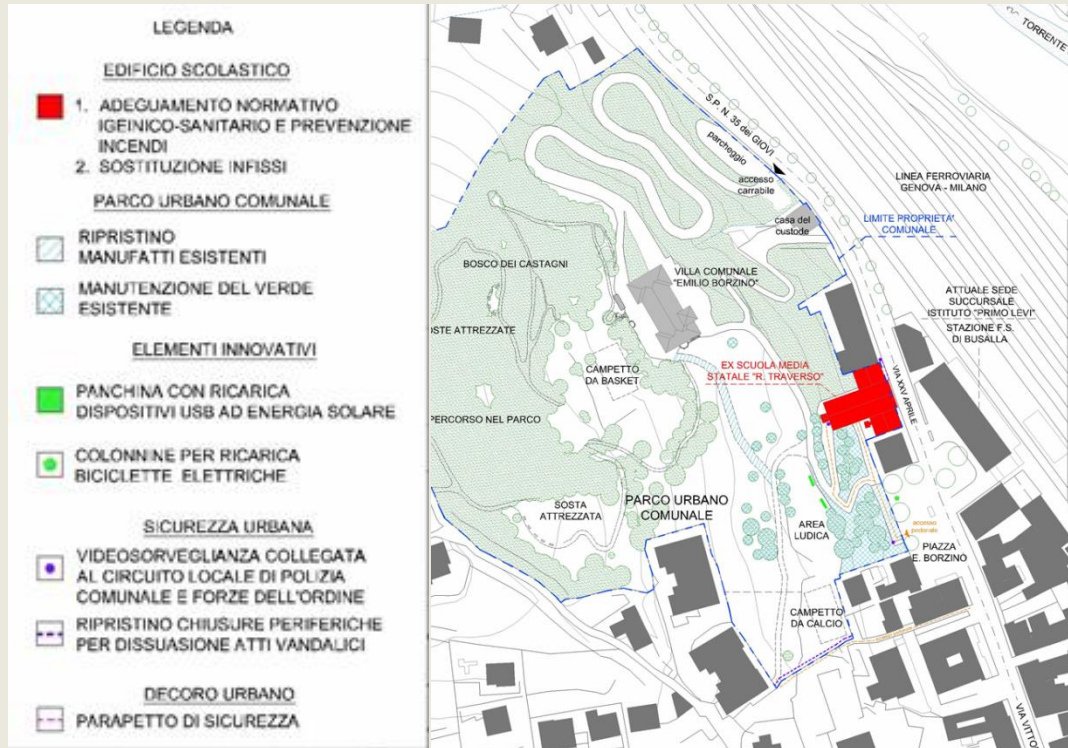 LEGENDA
EDIFICIO SCOLASTICO
1. ADEGUAMENTO NORMATIVO
IGEINICO-SANITARIO E PREVENZIONE
INCENDI
2. SOSTITUZIONE INFISSI
PARCO URBANO COMUNALE
RIPRISTINO
MANUFATTI ESISTENTI
MANUTENZIONE DEL VERDE
ESISTENTE
ELEMENTI INNOVATIVI
PANCHINA CON RICARICA
DISPOSITIVI USB AD ENERGIA SOLARE
COLONNINE PER RICARICA
BICICLETTE ELETTRICHE
SICUREZZA URBANA
VIDEOSORVEGLIANZA COLLEGATA
AL CIRCUITO LOCALE DI POLIZIA
COMUNALE E FORZE DELL'ORDINE
RIPRISTINO CHIUSURE PERIFERICHE
PER DISSUASIONE ATTI VANDALICI
DECORO URBANO
PARAPETTO DI SICUREZZA
TORRENTE
S.P. N. 35 dei GIOVI
parcheggio
accesso
carrabile
LINEA FERROVIARIA
GENOVA - MILANO
casa del
custode
LIMITE PROPRIETA'
COMUNALE
BOSCO DEI CASTAGNI
VILLA COMUNALE
"EMILIO BORZINO"
ATTUALE SEDE
SUCCURSALE
ISTITUTO "PRIMO LEVI"
STAZIONE F.S.
DI BUSALLA
OSTE ATTREZZATE
CAMPETTO
DA BASKET
EX SCUOLA MEDIA
STATALE "R. TRAVERSO"
VIA XXV APRILE
PERCORSO NEL PARCO
SOSTA
ATTREZZATA
PARCO URBANO
COMUNALE
AREA
LUDICA
accesso
pedonale
PIAZZA
E. BORZINO
CAMPETTO
DA CALCIO
VIA VITTO